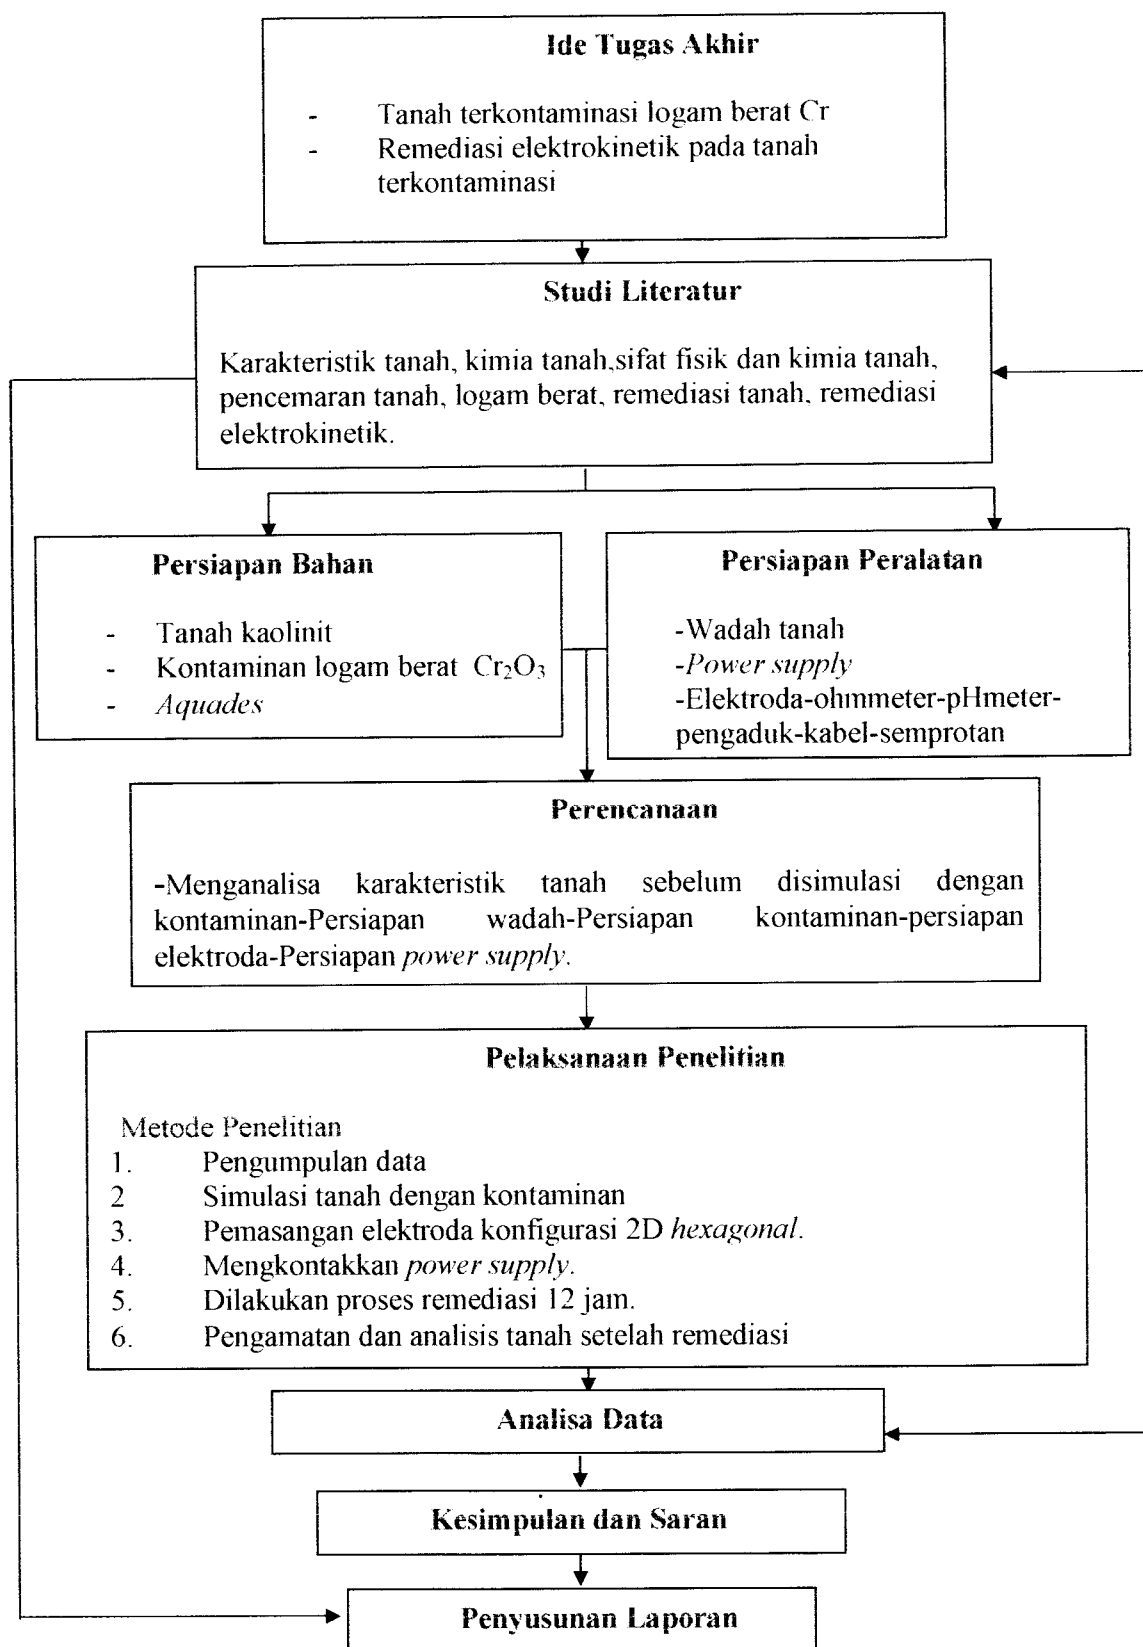 Ide Tugas Akhir
- Tanah terkontaminasi logam berat Cr
- Remediasi elektrokinetik pada tanah
terkontaminasi
Studi Literatur
Karakteristik tanah, kimia tanah,sifat fisik dan kimia tanah,
pencemaran tanah, logam berat, remediasi tanah, remediasi
elektrokinetik.
Persiapan Bahan
- Tanah kaolinit
- Kontaminan logam berat Cr₂O₃
- Aquades
Persiapan Peralatan
-Wadah tanah
-Power supply
-Elektroda-ohmmeter-pHmeter-
pengaduk-kabel-semprotan
Perencanaan
-Menganalisa karakteristik tanah sebelum disimulasi dengan
kontaminan-Persiapan wadah-Persiapan kontaminan-persiapan
elektroda-Persiapan power supply.
Pelaksanaan Penelitian
Metode Penelitian
1. Pengumpulan data
2 Simulasi tanah dengan kontaminan
3. Pemasangan elektroda konfigurasi 2D hexagonal.
4. Mengkontakkan power supply.
5. Dilakukan proses remediasi 12 jam.
6. Pengamatan dan analisis tanah setelah remediasi
Analisa Data
Kesimpulan dan Saran
Penyusunan Laporan